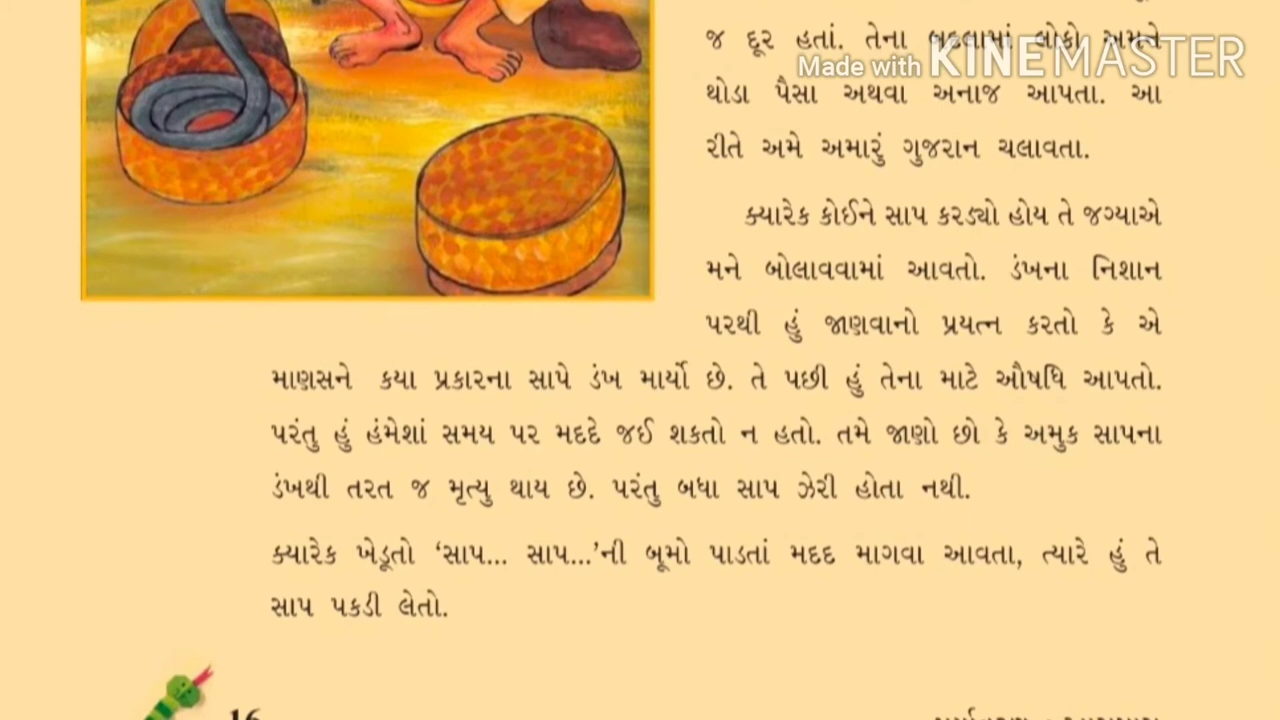 જ દૂર હતાં. તેના બદલામાં લોકો અમને
Made with KINEMASTER
થોડા પૈસા અથવા અનાજ આપતા. આ
રીતે અમે અમારું ગુજરાન ચલાવતા.
ક્યારેક કોઈને સાપ કરડ્યો હોય તે જગ્યાએ
મને બોલાવવામાં આવતો. ડંખના નિશાન
પરથી હું જાણવાનો પ્રયત્ન કરતો કે એ
માણસને કયા પ્રકારના સાપે ડંખ માર્યો છે. તે પછી હું તેના માટે ઔષધિ આપતો.
પરંતુ હું હંમેશાં સમય પર મદદે જઈ શકતો ન હતો. તમે જાણો છો કે અમુક સાપના
ડંખથી તરત જ મૃત્યુ થાય છે. પરંતુ બધા સાપ ઝેરી હોતા નથી.
ક્યારેક ખેડૂતો ‘સાપ... સાપ...’ની બૂમો પાડતાં મદદ માગવા આવતા, ત્યારે હું તે
સાપ પકડી લેતો.
16